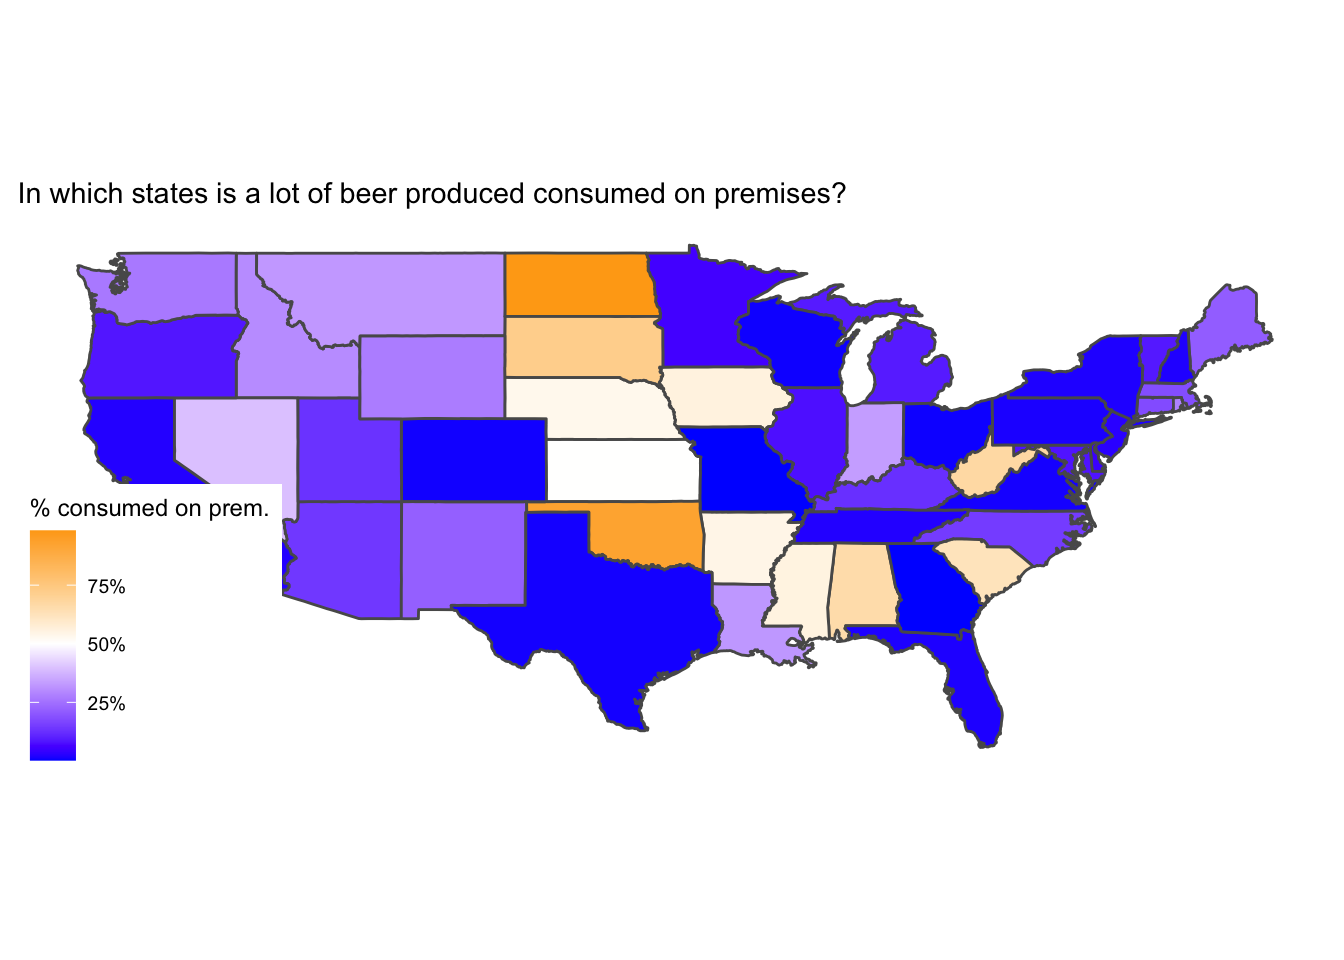 In which states is a lot of beer produced consumed on premises?
% consumed on prem.
75%
50%
25%